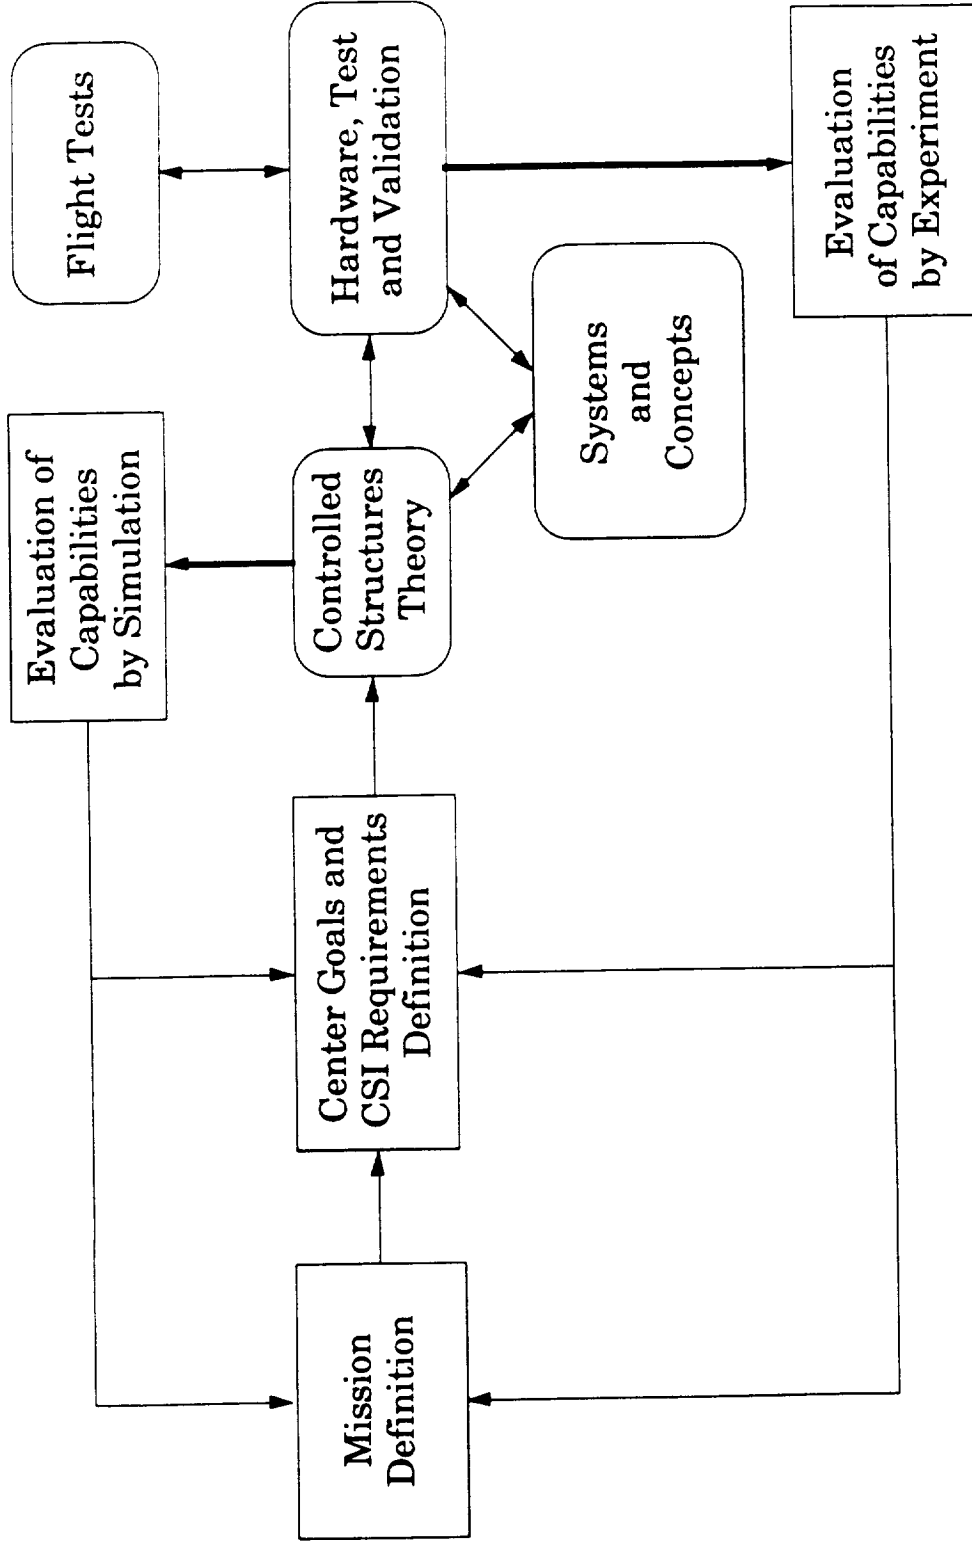 Mission
Definition
Center Goals and
CSI Requirements
Definition
Evaluation of
Capabilities
by Simulation
Controlled
Structures
Theory
Systems
and
Concepts
Flight Tests
Hardware, Test
and Validation
Evaluation
of Capabilities
by Experiment